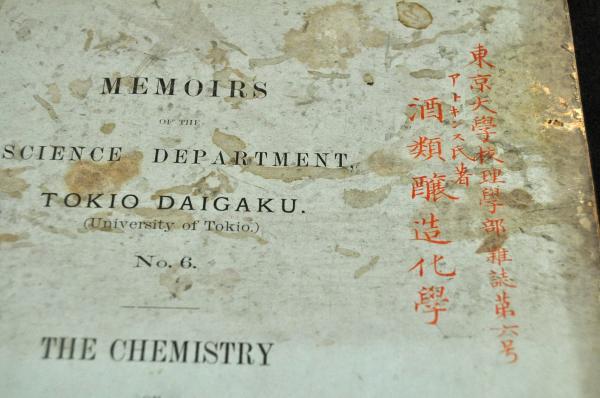 MEMOIRS
OF THE
SCIENCE DEPARTMENT,
TOKIO DAIGAKU.
(University of Tokio.)
No. 6.
THE CHEMISTRY
東京大學校理學部雜誌第六号
アトキンス氏著
酒類釀造化學